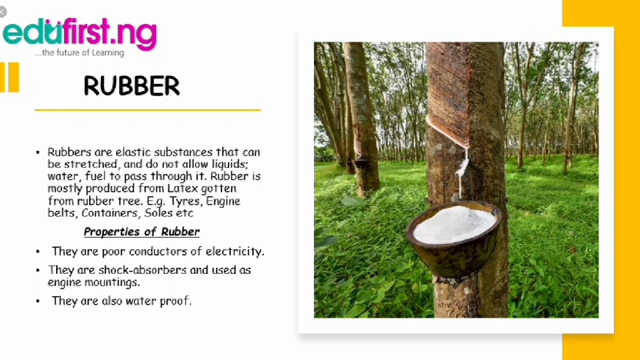 edufirst.ng
...the future of Learning
RUBBER
• Rubbers are elastic substances that can
be stretched, and do not allow liquids;
water, fuel to pass through it. Rubber is
mostly produced from Latex gotten
from rubber tree. E.g. Tyres, Engine
belts, Containers, Soles etc
Properties of Rubber
• They are poor conductors of electricity.
• They are shock-absorbers and used as
engine mountings.
• They are also water proof.